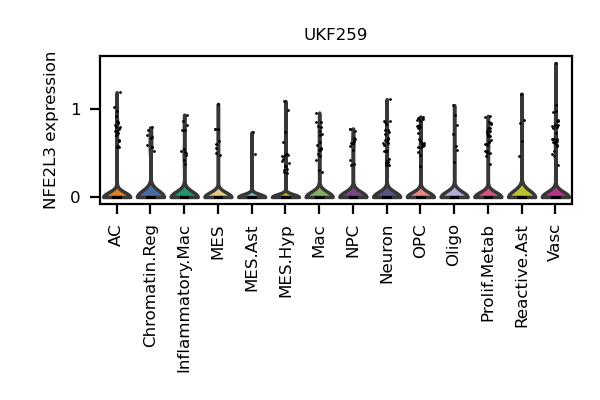 UKF259
NFE2L3 expression
1
0
AC
Chromatin.Reg
Inflammatory.Mac
MES
MES.Ast
MES.Hyp
Mac
NPC
Neuron
OPC
Oligo
Prolif.Metab
Reactive.Ast
Vasc